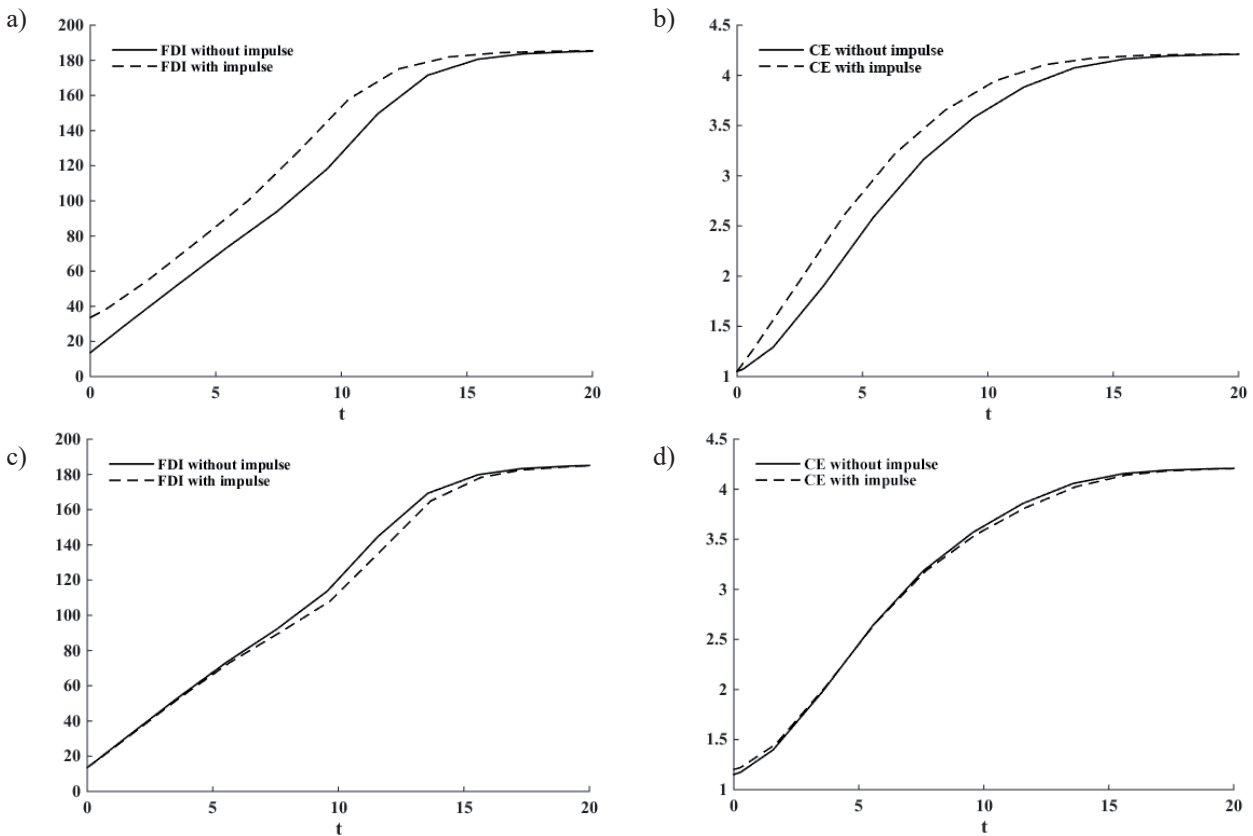 a)
200
180
160
140
120
100
80
60
40
20
0
FDI without impulse
FDI with impulse
0 5 10 15 20
t
b)
4.5
4
3.5
3
2.5
2
1.5
1
CE without impulse
CE with impulse
0 5 10 15 20
t
c)
200
180
160
140
120
100
80
60
40
20
0
FDI without impulse
FDI with impulse
0 5 10 15 20
t
d)
4.5
4
3.5
3
2.5
2
1.5
1
CE without impulse
CE with impulse
0 5 10 15 20
t